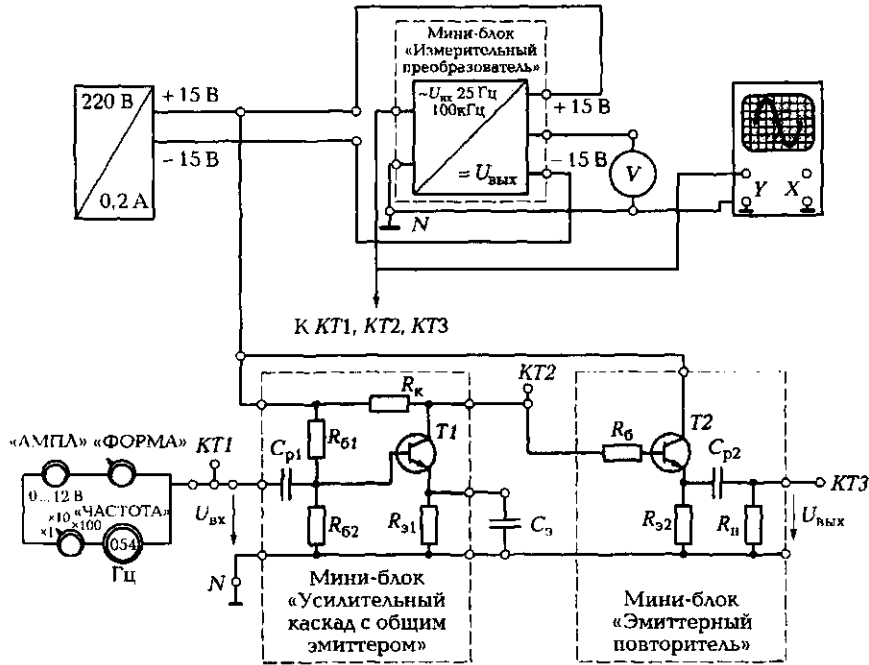 Мини-блок
«Измерительный
преобразователь»
220 В
+15 В
~Uвх 25 Гц
100кГц
+15 В
−15 В
−15 В
= Uвых
V
0,2 А
N
Y X
К КТ1, КТ2, КТ3
Rк
КТ2
«АМПЛ» «ФОРМА»
КТ1
Cр1
Rб1
T1
Rб
T2
Cр2
КТ3
0...12 В
«ЧАСТОТА»
×10
×1 ×100
054
Гц
Uвх
Rб2
Rэ1
Cэ
Rэ2
Rн
Uвых
N
Мини-блок
«Усилительный
каскад с общим
эмиттером»
Мини-блок
«Эмиттерный
повторитель»